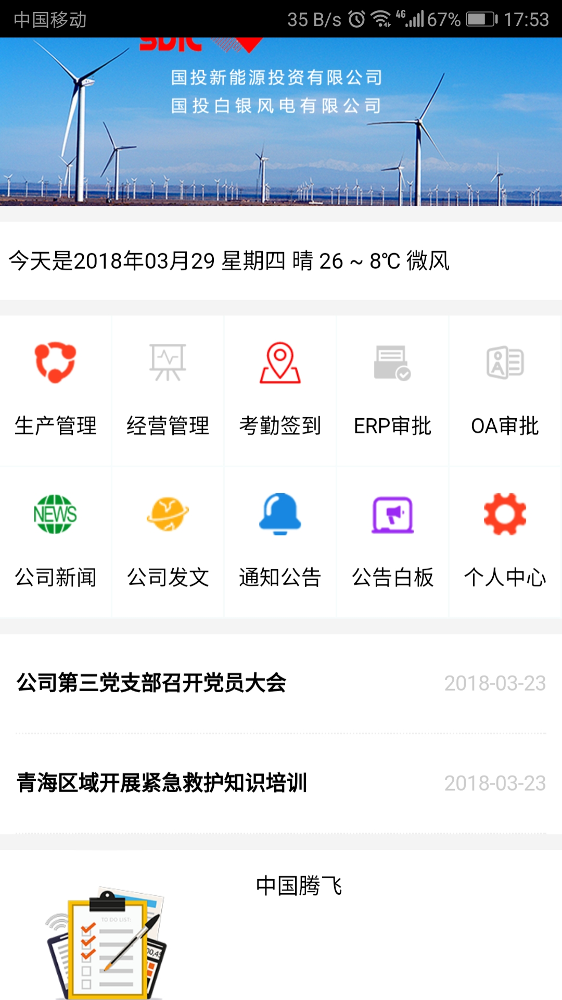 中国移动 35 B/s 4G 67% 17:53
SDIC
国投新能源投资有限公司
国投白银风电有限公司
今天是2018年03月29 星期四 晴 26 ~ 8℃ 微风
生产管理 经营管理 考勤签到 ERP审批 OA审批
NEWS
公司新闻 公司发文 通知公告 公告白板 个人中心
公司第三党支部召开党员大会 2018-03-23
青海区域开展紧急救护知识培训 2018-03-23
中国腾飞
TO DO LIST:
00,45